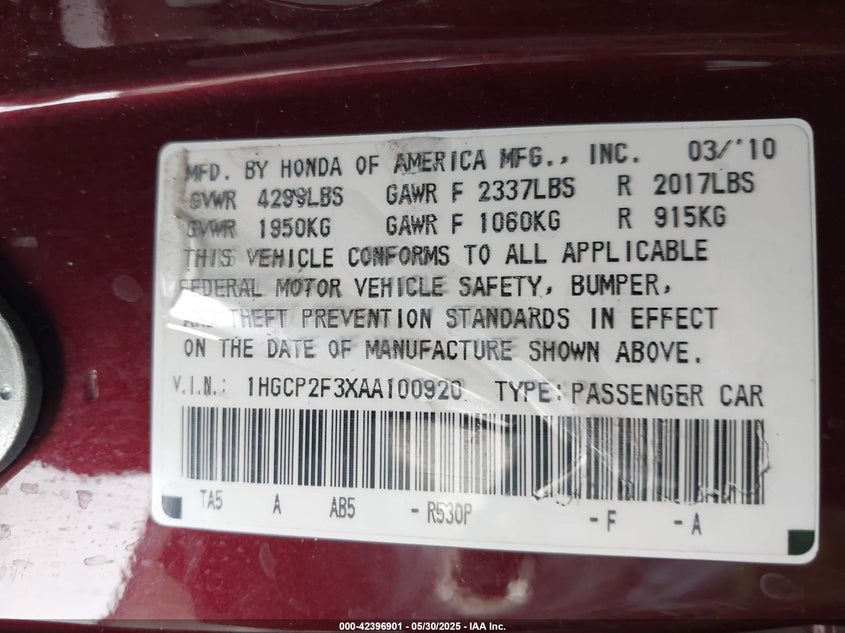 MFD. BY HONDA OF AMERICA MFG., INC. 03/'10
GVWR 4299LBS GAWR F 2337LBS R 2017LBS
GVWR 1950KG GAWR F 1060KG R 915KG
THIS VEHICLE CONFORMS TO ALL APPLICABLE
FEDERAL MOTOR VEHICLE SAFETY, BUMPER,
AND THEFT PREVENTION STANDARDS IN EFFECT
ON THE DATE OF MANUFACTURE SHOWN ABOVE.
V.I.N.: 1HGCP2F3XAA100920 TYPE: PASSENGER CAR
TA5 A AB5 - R530P - F - A
000-42396901 - 05/30/2025 - IAA Inc.